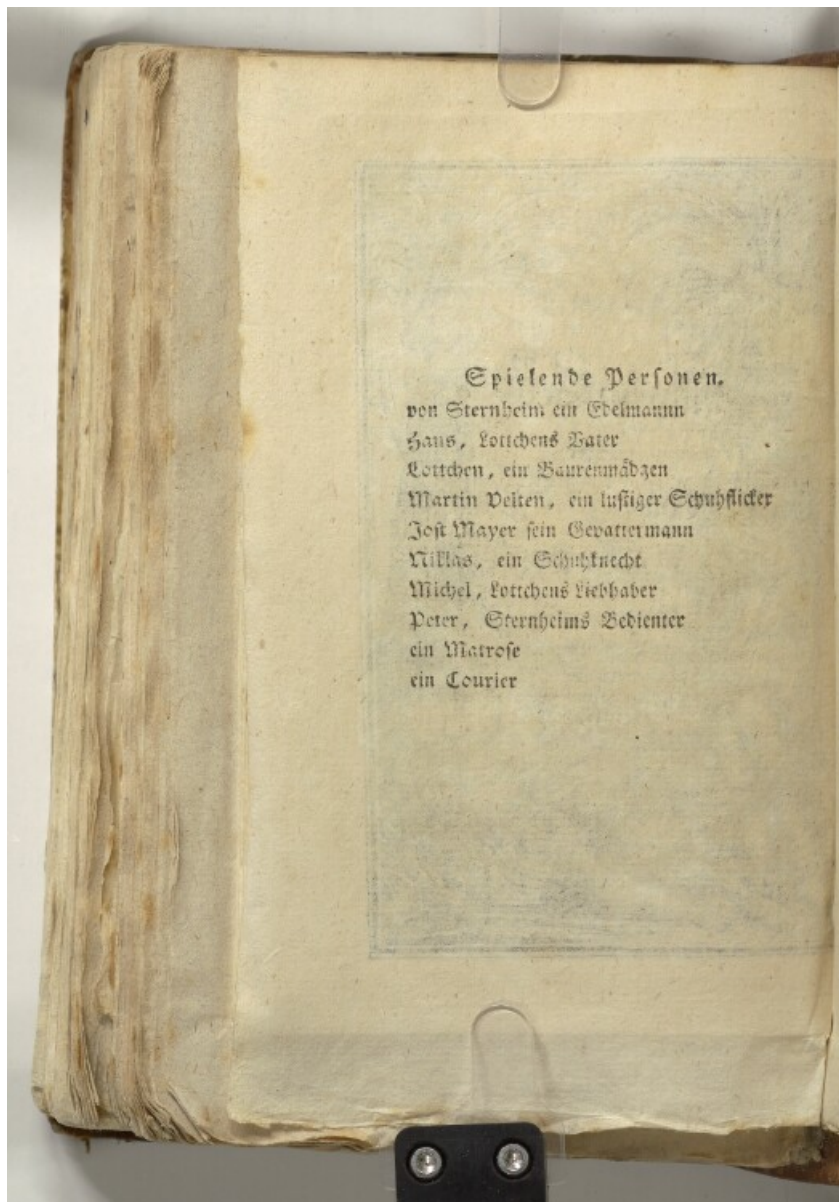 Spielende Personen.
von Sternheim ein Edelmannn
Hans, Lottchens Vater
Lottchen, ein Baurenmädgen
Martin Velten, ein lustiger Schuhflicker
Jost Mayer sein Gevattermann
Niklas, ein Schuhknecht
Michel, Lottchens Liebhaber
Peter, Sternheims Bedienter
ein Matrose
ein Courier